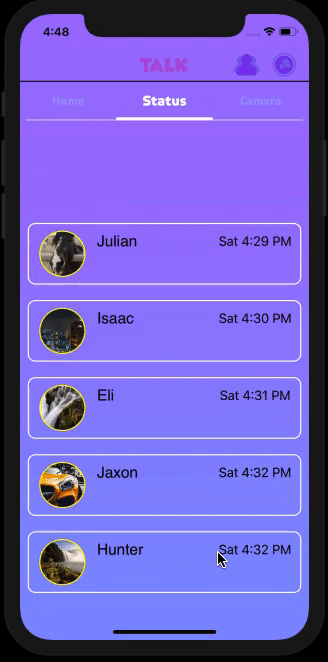 4:48
TALK
Home Status Camera
Julian Sat 4:29 PM
Isaac Sat 4:30 PM
Eli Sat 4:31 PM
Jaxon Sat 4:32 PM
Hunter Sat 4:32 PM